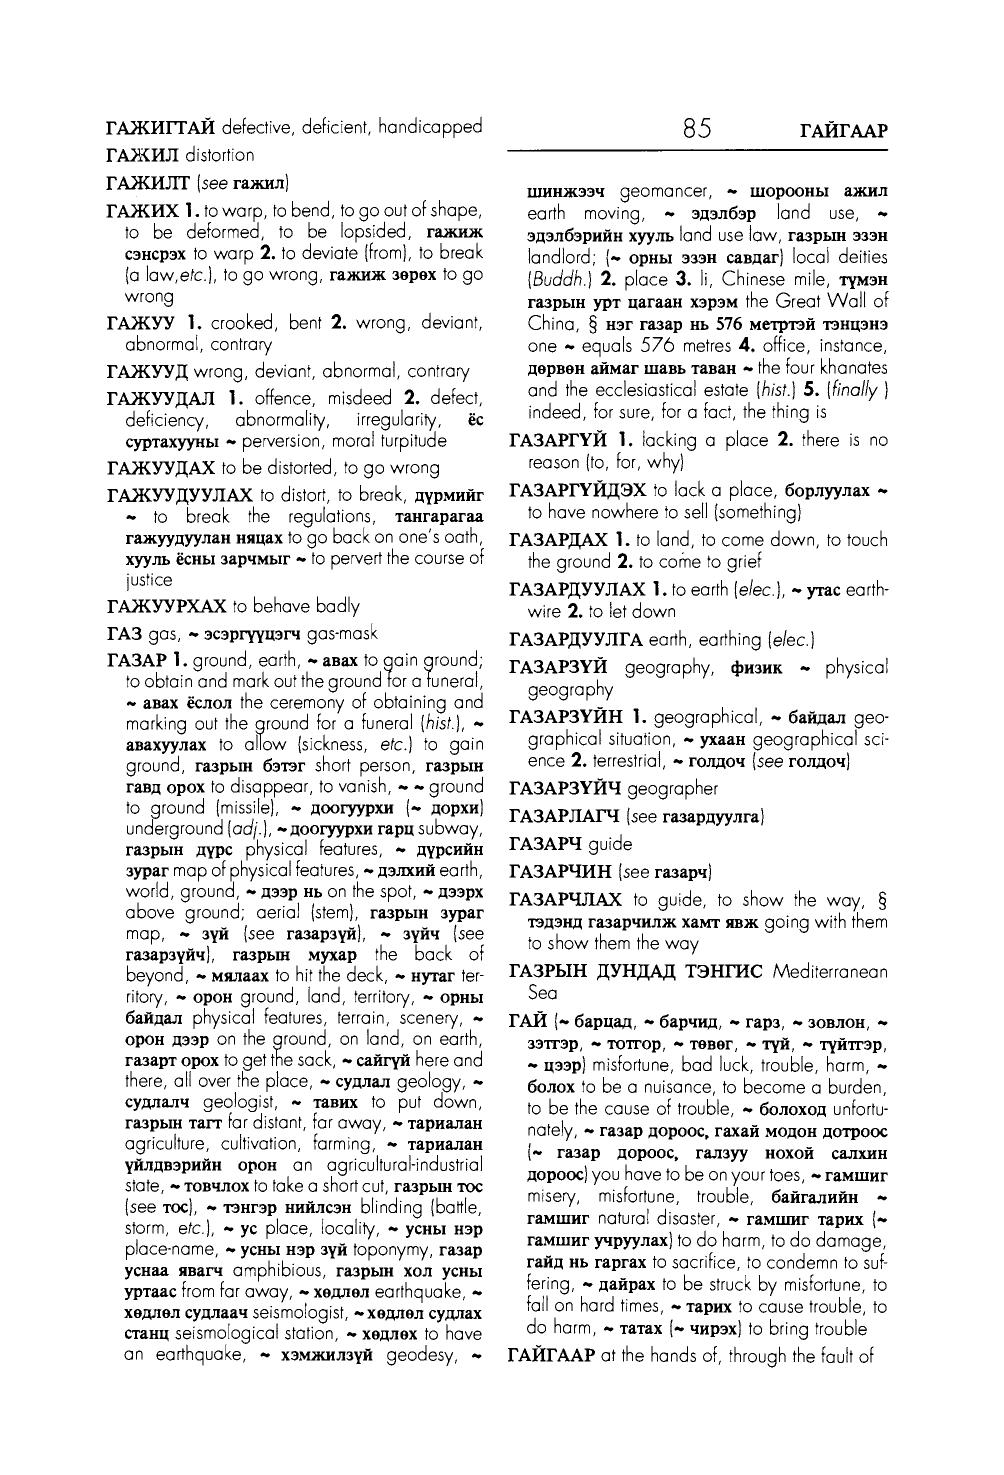 ГАЖИГТАЙ defective, deficient, handicapped
ГАЖИЛ distortion
ГАЖИЛТ (see гажил)
ГАЖИХ 1. to warp, to bend, to go out of shape,
to be deformed, to be lopsided, гажиж
сэнсрэх to warp 2. to deviate (from), to break
(a law,etc.), to go wrong, гажиж зөрөх to go
wrong
ГАЖУУ 1. crooked, bent 2. wrong, deviant,
abnormal, contrary
ГАЖУУД wrong, deviant, abnormal, contrary
ГАЖУУДАЛ 1. offence, misdeed 2. defect,
deficiency, abnormality, irregularity, ёс
суртахууны ~ perversion, moral turpitude
ГАЖУУДАХ to be distorted, to go wrong
ГАЖУУДУУЛАХ to distort, to break, дүрмийг
~ to break the regulations, тангарагаа
гажуудуулан няцах to go back on one's oath,
хууль ёсны зарчмыг ~ to pervert the course of
justice
ГАЖУУРХАХ to behave badly
ГАЗ gas, ~ эсэргүүцэгч gas-mask
ГАЗАР 1. ground, earth, ~ авах to gain ground;
to obtain and mark out the ground for a funeral,
~ авах ёслол the ceremony of obtaining and
marking out the ground for a funeral (hist.), ~
авахуулах to allow (sickness, etc.) to gain
ground, газрын бэтэг short person, газрын
гавд орох to disappear, to vanish, ~ ~ ground
to ground (missile), ~ доогуурхи (~ дорхи)
underground (adj.), ~ доогуурхи гарц subway,
газрын дүрс physical features, ~ дүрсийн
зураг map of physical features, ~ дэлхий earth,
world, ground, ~ дээр нь on the spot, ~ дээрх
above ground; aerial (stem), газрын зураг
map, ~ зүй (see газарзүй), ~ зүйч (see
газарзүйч), газрын мухар the back of
beyond, ~ мялаах to hit the deck, ~ нутаг ter-
ritory, ~ орон ground, land, territory, ~ орны
байдал physical features, terrain, scenery, ~
орон дээр on the ground, on land, on earth,
газарт орох to get the sack, ~ сайгүй here and
there, all over the place, ~ судлал geology, ~
судлалч geologist, ~ тавих to put down,
газрын тагт far distant, far away, ~ тариалан
agriculture, cultivation, farming, ~ тариалан
үйлдвэрийн орон an agricultural-industrial
state, ~ товчлох to take a short cut, газрын тос
(see тос), ~ тэнгэр нийлсэн blinding (battle,
storm, etc.), ~ ус place, locality, ~ усны нэр
place-name, ~ усны нэр зүй toponymy, газар
уснаа явагч amphibious, газрын хол усны
уртаас from far away, ~ хөдлөл earthquake, ~
хөдлөл судлаач seismologist, ~ хөдлөл судлах
станц seismological station, ~ хөдлөх to have
an earthquake, ~ хэмжилзүй geodesy, ~
85 ГАЙГААР
шинжээч geomancer, ~ шорооны ажил
earth moving, ~ эдэлбэр land use, ~
эдэлбэрийн хууль land use law, газрын эзэн
landlord; (~ орны эзэн савдаг) local deities
(Buddh.) 2. place 3. li, Chinese mile, түмэн
газрын урт цагаан хэрэм the Great Wall of
China, § нэг газар нь 576 метртэй тэнцэнэ
one ~ equals 576 metres 4. office, instance,
дөрвөн аймаг шавь таван ~ the four khanates
and the ecclesiastical estate (hist.) 5. (finally )
indeed, for sure, for a fact, the thing is
ГАЗАРГҮЙ 1. lacking a place 2. there is no
reason (to, for, why)
ГАЗАРГҮЙДЭХ to lack a place, борлуулах ~
to have nowhere to sell (something)
ГАЗАРДАХ 1. to land, to come down, to touch
the ground 2. to come to grief
ГАЗАРДУУЛАХ 1. to earth (elec.), ~ утас earth-
wire 2. to let down
ГАЗАРДУУЛГА earth, earthing (elec.)
ГАЗАРЗҮЙ geography, физик ~ physical
geography
ГАЗАРЗҮЙН 1. geographical, ~ байдал geo-
graphical situation, ~ ухаан geographical sci-
ence 2. terrestrial, ~ голдоч (see голдоч)
ГАЗАРЗҮЙЧ geographer
ГАЗАРЛАГЧ (see газардуулга)
ГАЗАРЧ guide
ГАЗАРЧИН (see газарч)
ГАЗАРЧЛАХ to guide, to show the way, §
тэдэнд газарчилж хамт явж going with them
to show them the way
ГАЗРЫН ДУНДАД ТЭНГИС Mediterranean
Sea
ГАЙ (~ барцад, ~ барчид, ~ гарз, ~ зовлон, ~
зэтгэр, ~ тотгор, ~ төвөг, ~ түй, ~ түйтгэр,
~ цээр) misfortune, bad luck, trouble, harm, ~
болох to be a nuisance, to become a burden,
to be the cause of trouble, ~ болоход unfortu-
nately, ~ газар дороос, гахай модон дотроос
(~ газар дороос, галзуу нохой салхин
дороос) you have to be on your toes, ~ гамшиг
misery, misfortune, trouble, байгалийн ~
гамшиг natural disaster, ~ гамшиг тарих (~
гамшиг учруулах) to do harm, to do damage,
гайд нь гаргах to sacrifice, to condemn to suf-
fering, ~ дайрах to be struck by misfortune, to
fall on hard times, ~ тарих to cause trouble, to
do harm, ~ татах (~ чирэх) to bring trouble
ГАЙГААР at the hands of, through the fault of